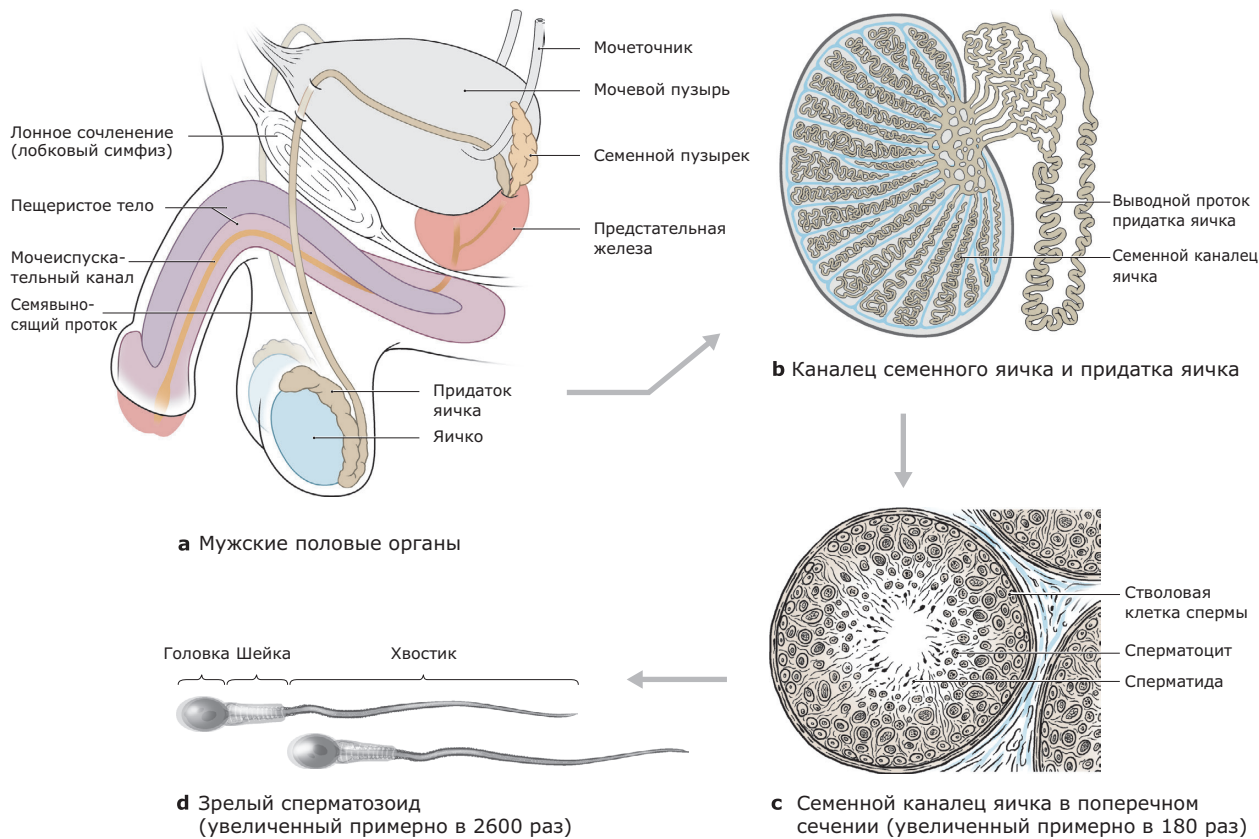 Мочеточник
Мочевой пузырь
Лонное сочленение
(лобковый симфиз)
Семенной пузырек
Пещеристое тело
Предстательная
железа
Мочеиспуска-
тельный канал
Семявыно-
сящий проток
Придаток
яичка
Яичко
a Мужские половые органы
Выводной проток
придатка яичка
Семенной каналец
яичка
b Каналец семенного яичка и придатка яичка
Стволовая
клетка спермы
Сперматоцит
Сперматида
c Семенной каналец яичка в поперечном
сечении (увеличенный примерно в 180 раз)
Головка Шейка Хвостик
d Зрелый сперматозоид
(увеличенный примерно в 2600 раз)